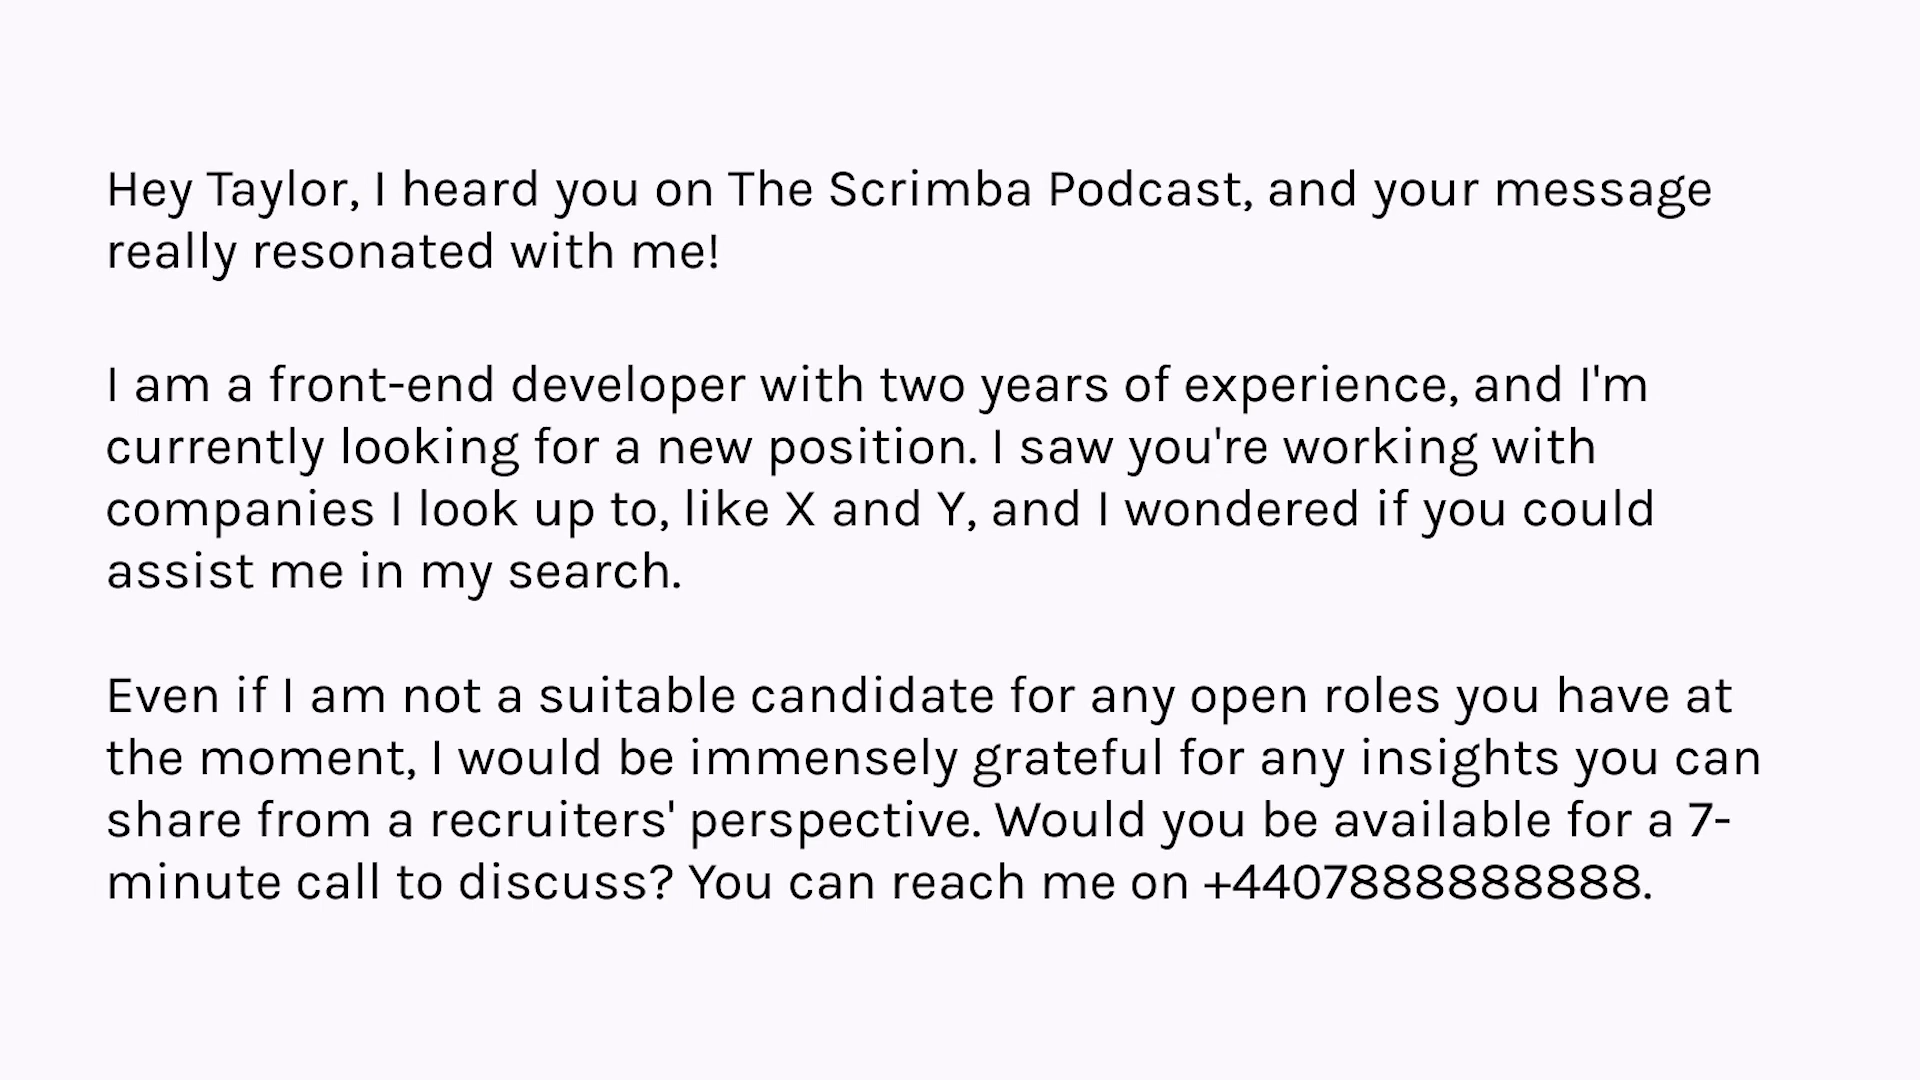 Hey Taylor, I heard you on The Scrimba Podcast, and your message
really resonated with me!
I am a front-end developer with two years of experience, and I'm
currently looking for a new position. I saw you're working with
companies I look up to, like X and Y, and I wondered if you could
assist me in my search.
Even if I am not a suitable candidate for any open roles you have at
the moment, I would be immensely grateful for any insights you can
share from a recruiters' perspective. Would you be available for a 7-
minute call to discuss? You can reach me on +4407888888888.